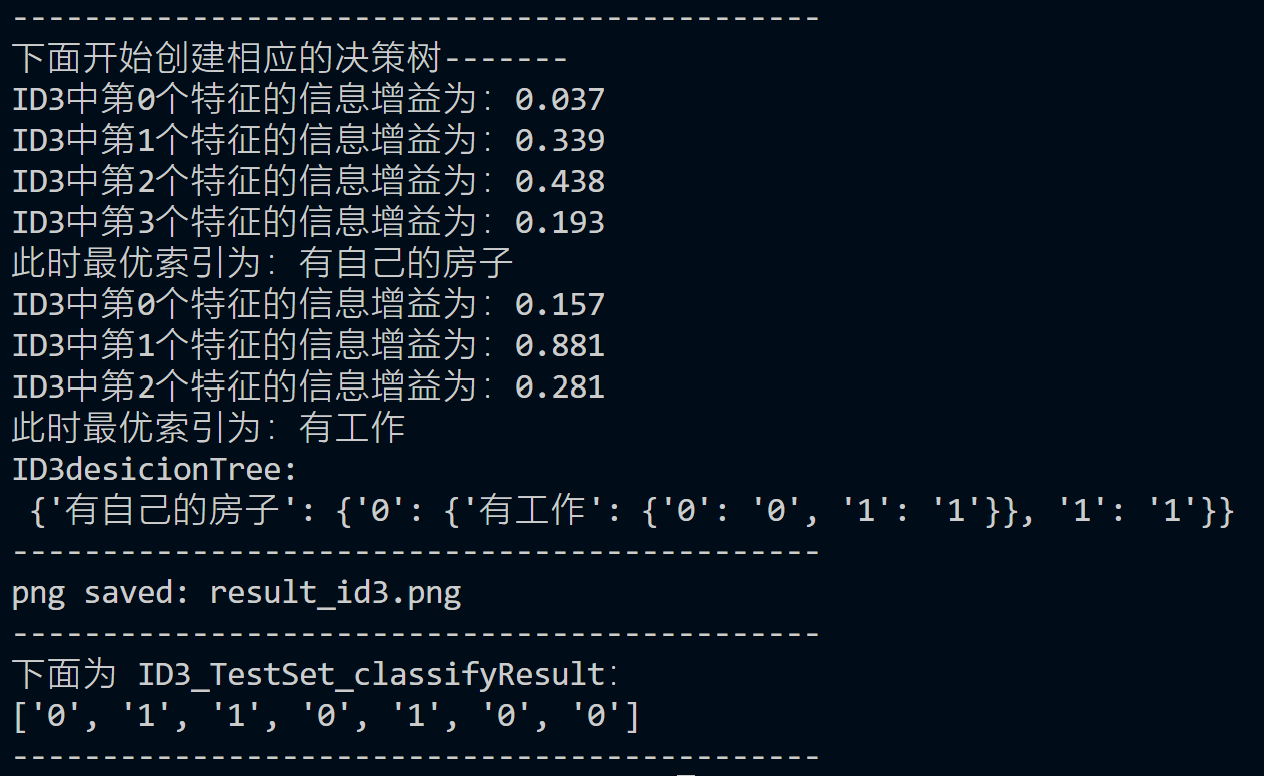 ---------------------------------------------
下面开始创建相应的决策树-------
ID3中第0个特征的信息增益为：0.037
ID3中第1个特征的信息增益为：0.339
ID3中第2个特征的信息增益为：0.438
ID3中第3个特征的信息增益为：0.193
此时最优索引为：有自己的房子
ID3中第0个特征的信息增益为：0.157
ID3中第1个特征的信息增益为：0.881
ID3中第2个特征的信息增益为：0.281
此时最优索引为：有工作
ID3desicionTree:
 {'有自己的房子': {'0': {'有工作': {'0': '0', '1': '1'}}, '1': '1'}}
---------------------------------------------
png saved: result_id3.png
---------------------------------------------
下面为 ID3_TestSet_classifyResult：
['0', '1', '1', '0', '1', '0', '0']
---------------------------------------------